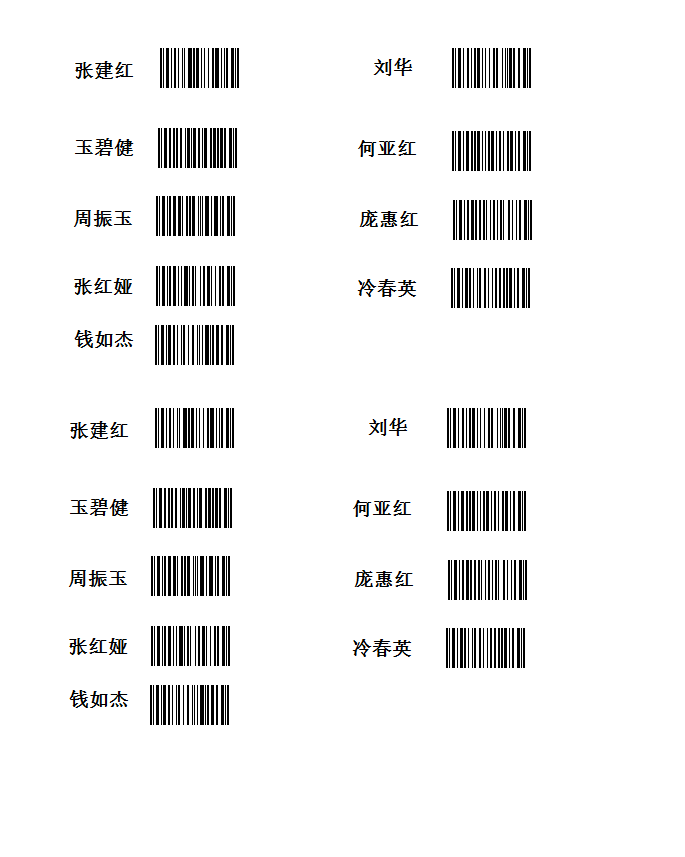 张建红 刘华
玉碧健 何亚红
周振玉 庞惠红
张红娅 冷春英
钱如杰
张建红 刘华
玉碧健 何亚红
周振玉 庞惠红
张红娅 冷春英
钱如杰